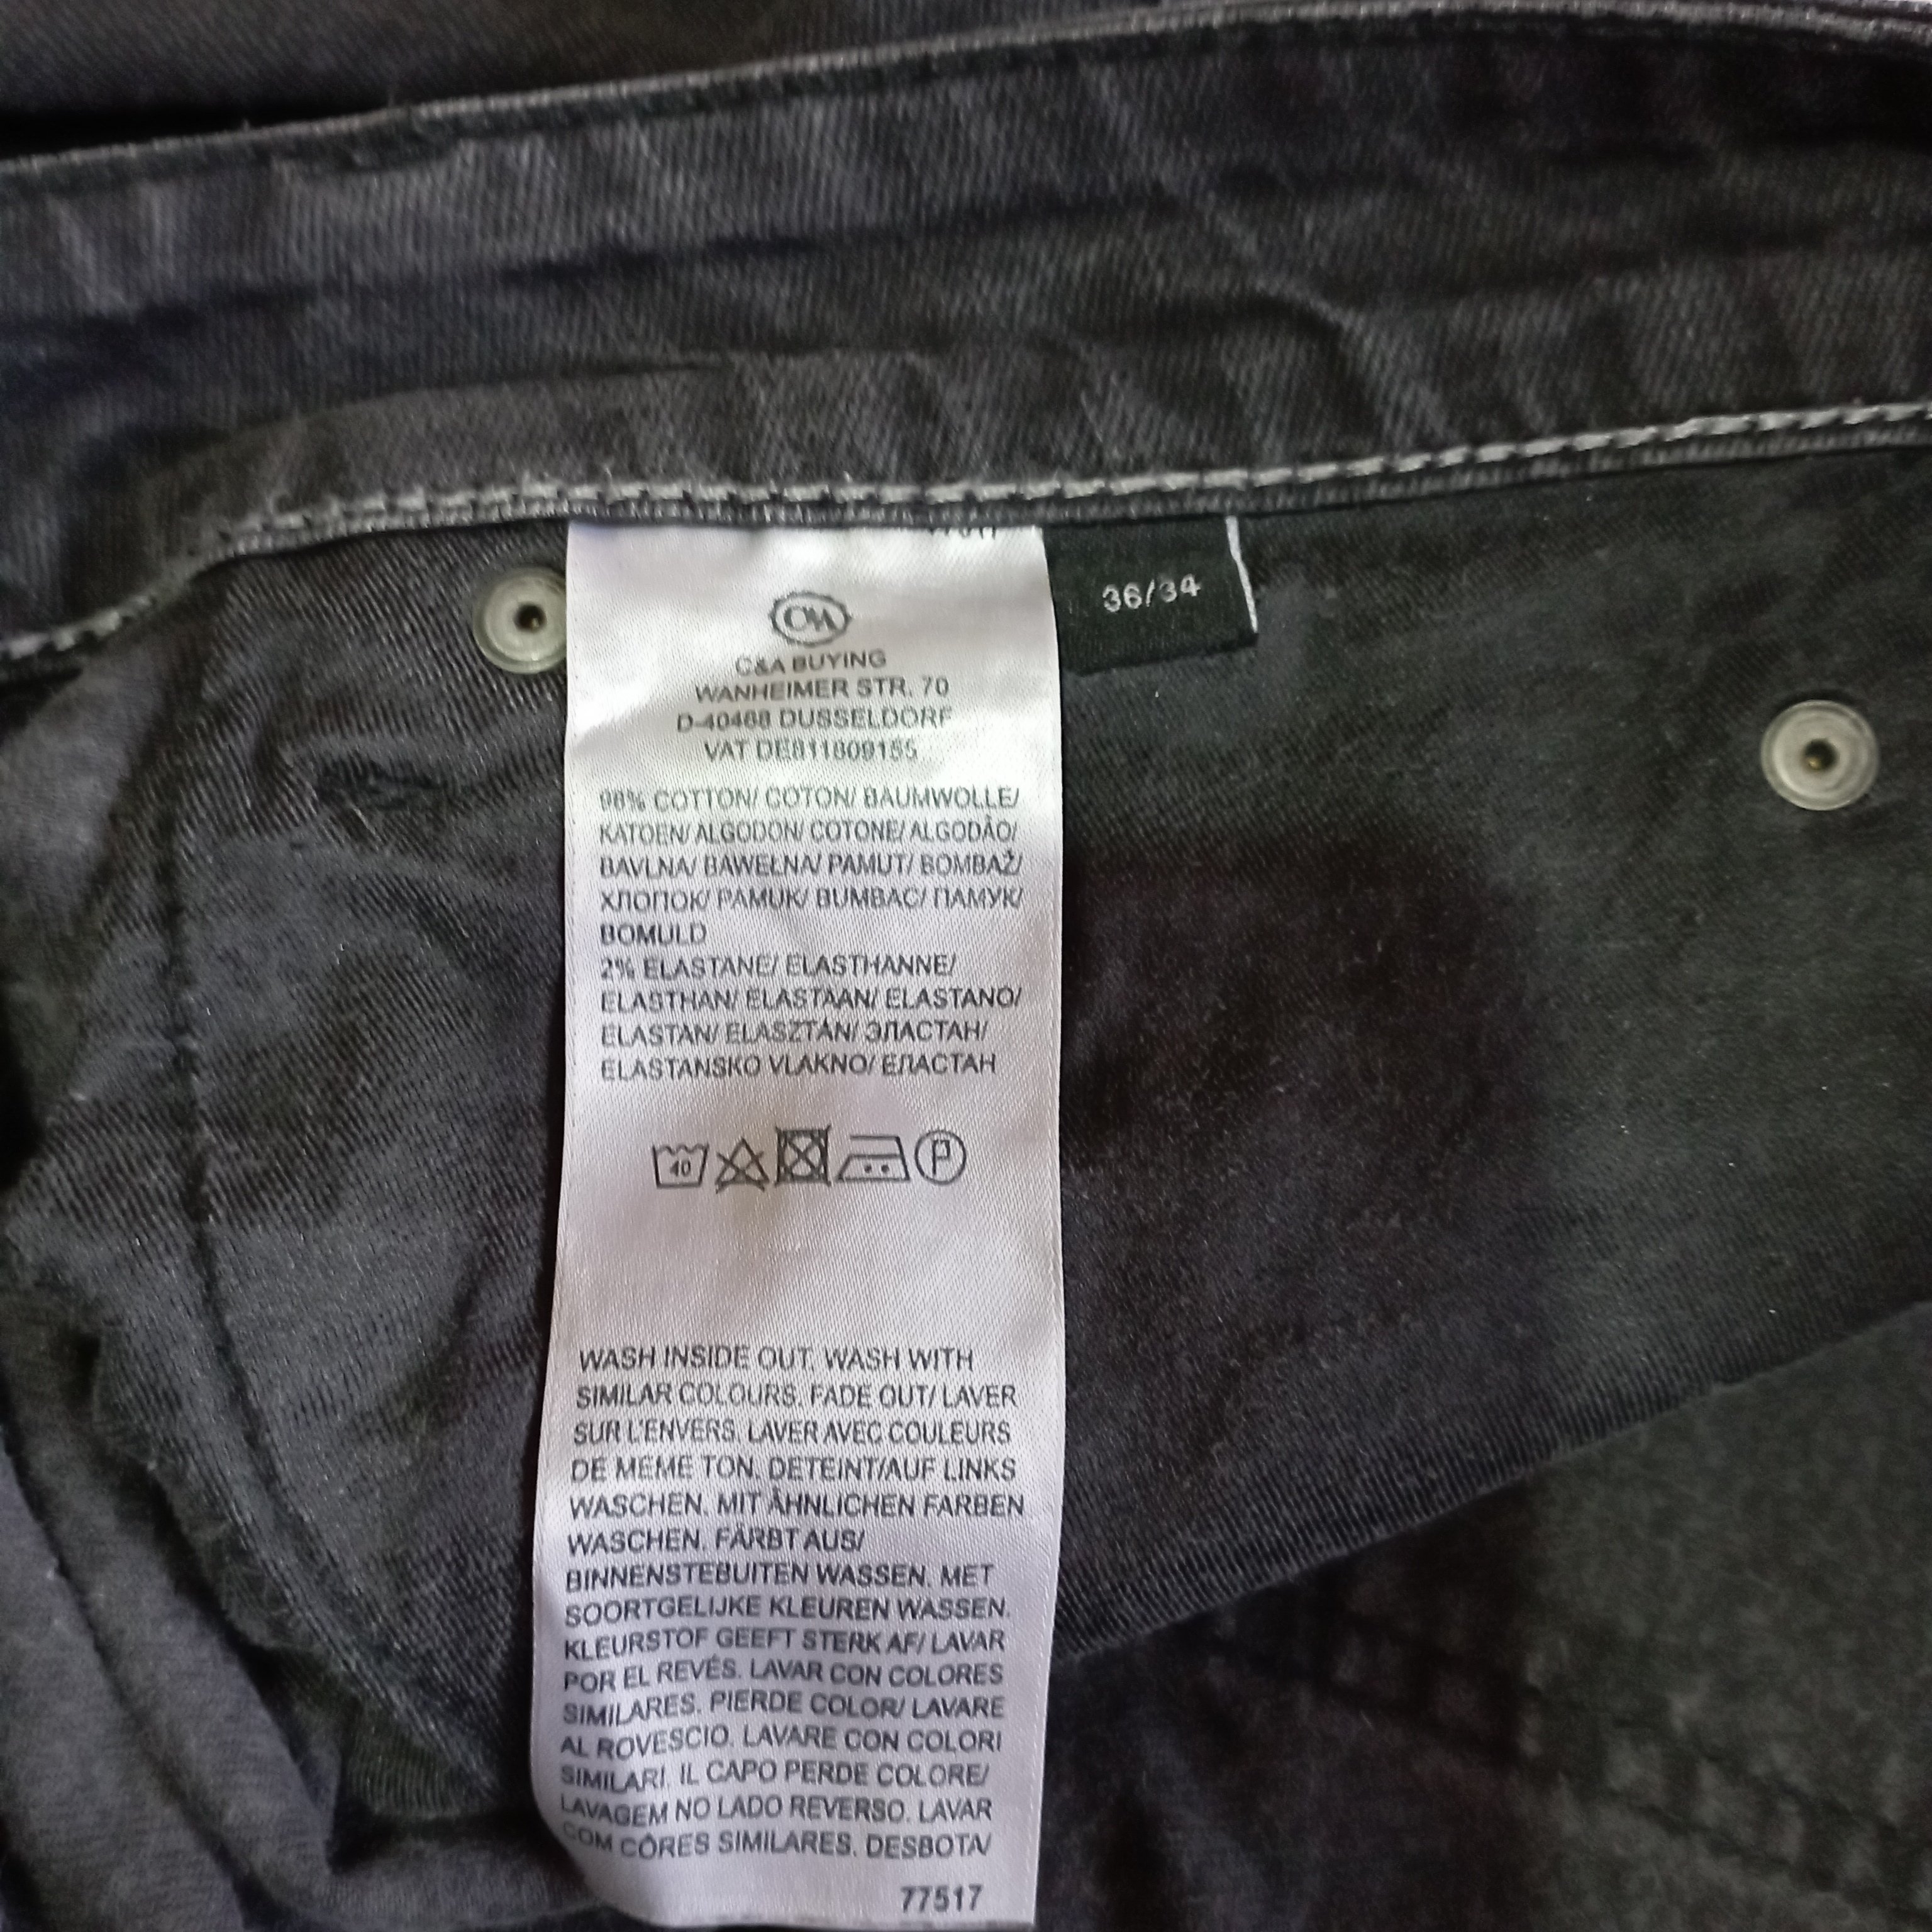 C&A
C&A BUYING
WANHEIMER STR. 70
D-40468 DUSSELDORF
VAT DE811809155
98% COTTON/ COTON/ BAUMWOLLE/
KATOEN/ ALGODON/ COTONE/ ALGODÃO/
BAVLNA/ BAWEŁNA/ PAMUT/ BOMBAŽ/
ХЛОПОК/ PAMUK/ BUMBAC/ ПАМУК/
BOMULD
2% ELASTANE/ ELASTHANNE/
ELASTHAN/ ELASTAAN/ ELASTANO/
ELASTAN/ ELASZTÁN/ ЭЛАСТАН/
ELASTANSKO VLAKNO/ ЕЛАСТАН
40
P
WASH INSIDE OUT. WASH WITH
SIMILAR COLOURS. FADE OUT/ LAVER
SUR L'ENVERS. LAVER AVEC COULEURS
DE MEME TON. DETEINT/AUF LINKS
WASCHEN. MIT ÄHNLICHEN FARBEN
WASCHEN. FÄRBT AUS/
BINNENSTEBUITEN WASSEN. MET
SOORTGELIJKE KLEUREN WASSEN.
KLEURSTOF GEEFT STERK AF/ LAVAR
POR EL REVÉS. LAVAR CON COLORES
SIMILARES. PIERDE COLOR/ LAVARE
AL ROVESCIO. LAVARE CON COLORI
SIMILARI. IL CAPO PERDE COLORE/
LAVAGEM NO LADO REVERSO. LAVAR
COM CÔRES SIMILARES. DESBOTA/
77517
36/34